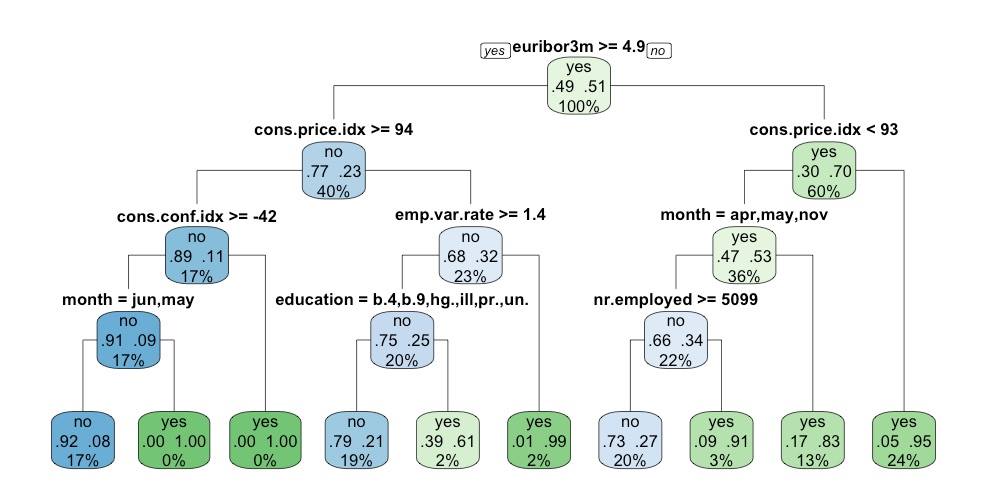 yes euribor3m >= 4.9 no
yes
.49 .51
100%
cons.price.idx >= 94
cons.price.idx < 93
no
.77 .23
40%
yes
.30 .70
60%
cons.conf.idx >= -42
emp.var.rate >= 1.4
month = apr,may,nov
no
.89 .11
17%
no
.68 .32
23%
yes
.47 .53
36%
month = jun,may
education = b.4,b.9,hg.,ill,pr.,un.
nr.employed >= 5099
no
.91 .09
17%
no
.75 .25
20%
no
.66 .34
22%
no
.92 .08
17%
yes
.00 1.00
0%
yes
.00 1.00
0%
no
.79 .21
19%
yes
.39 .61
2%
yes
.01 .99
2%
no
.73 .27
20%
yes
.09 .91
3%
yes
.17 .83
13%
yes
.05 .95
24%